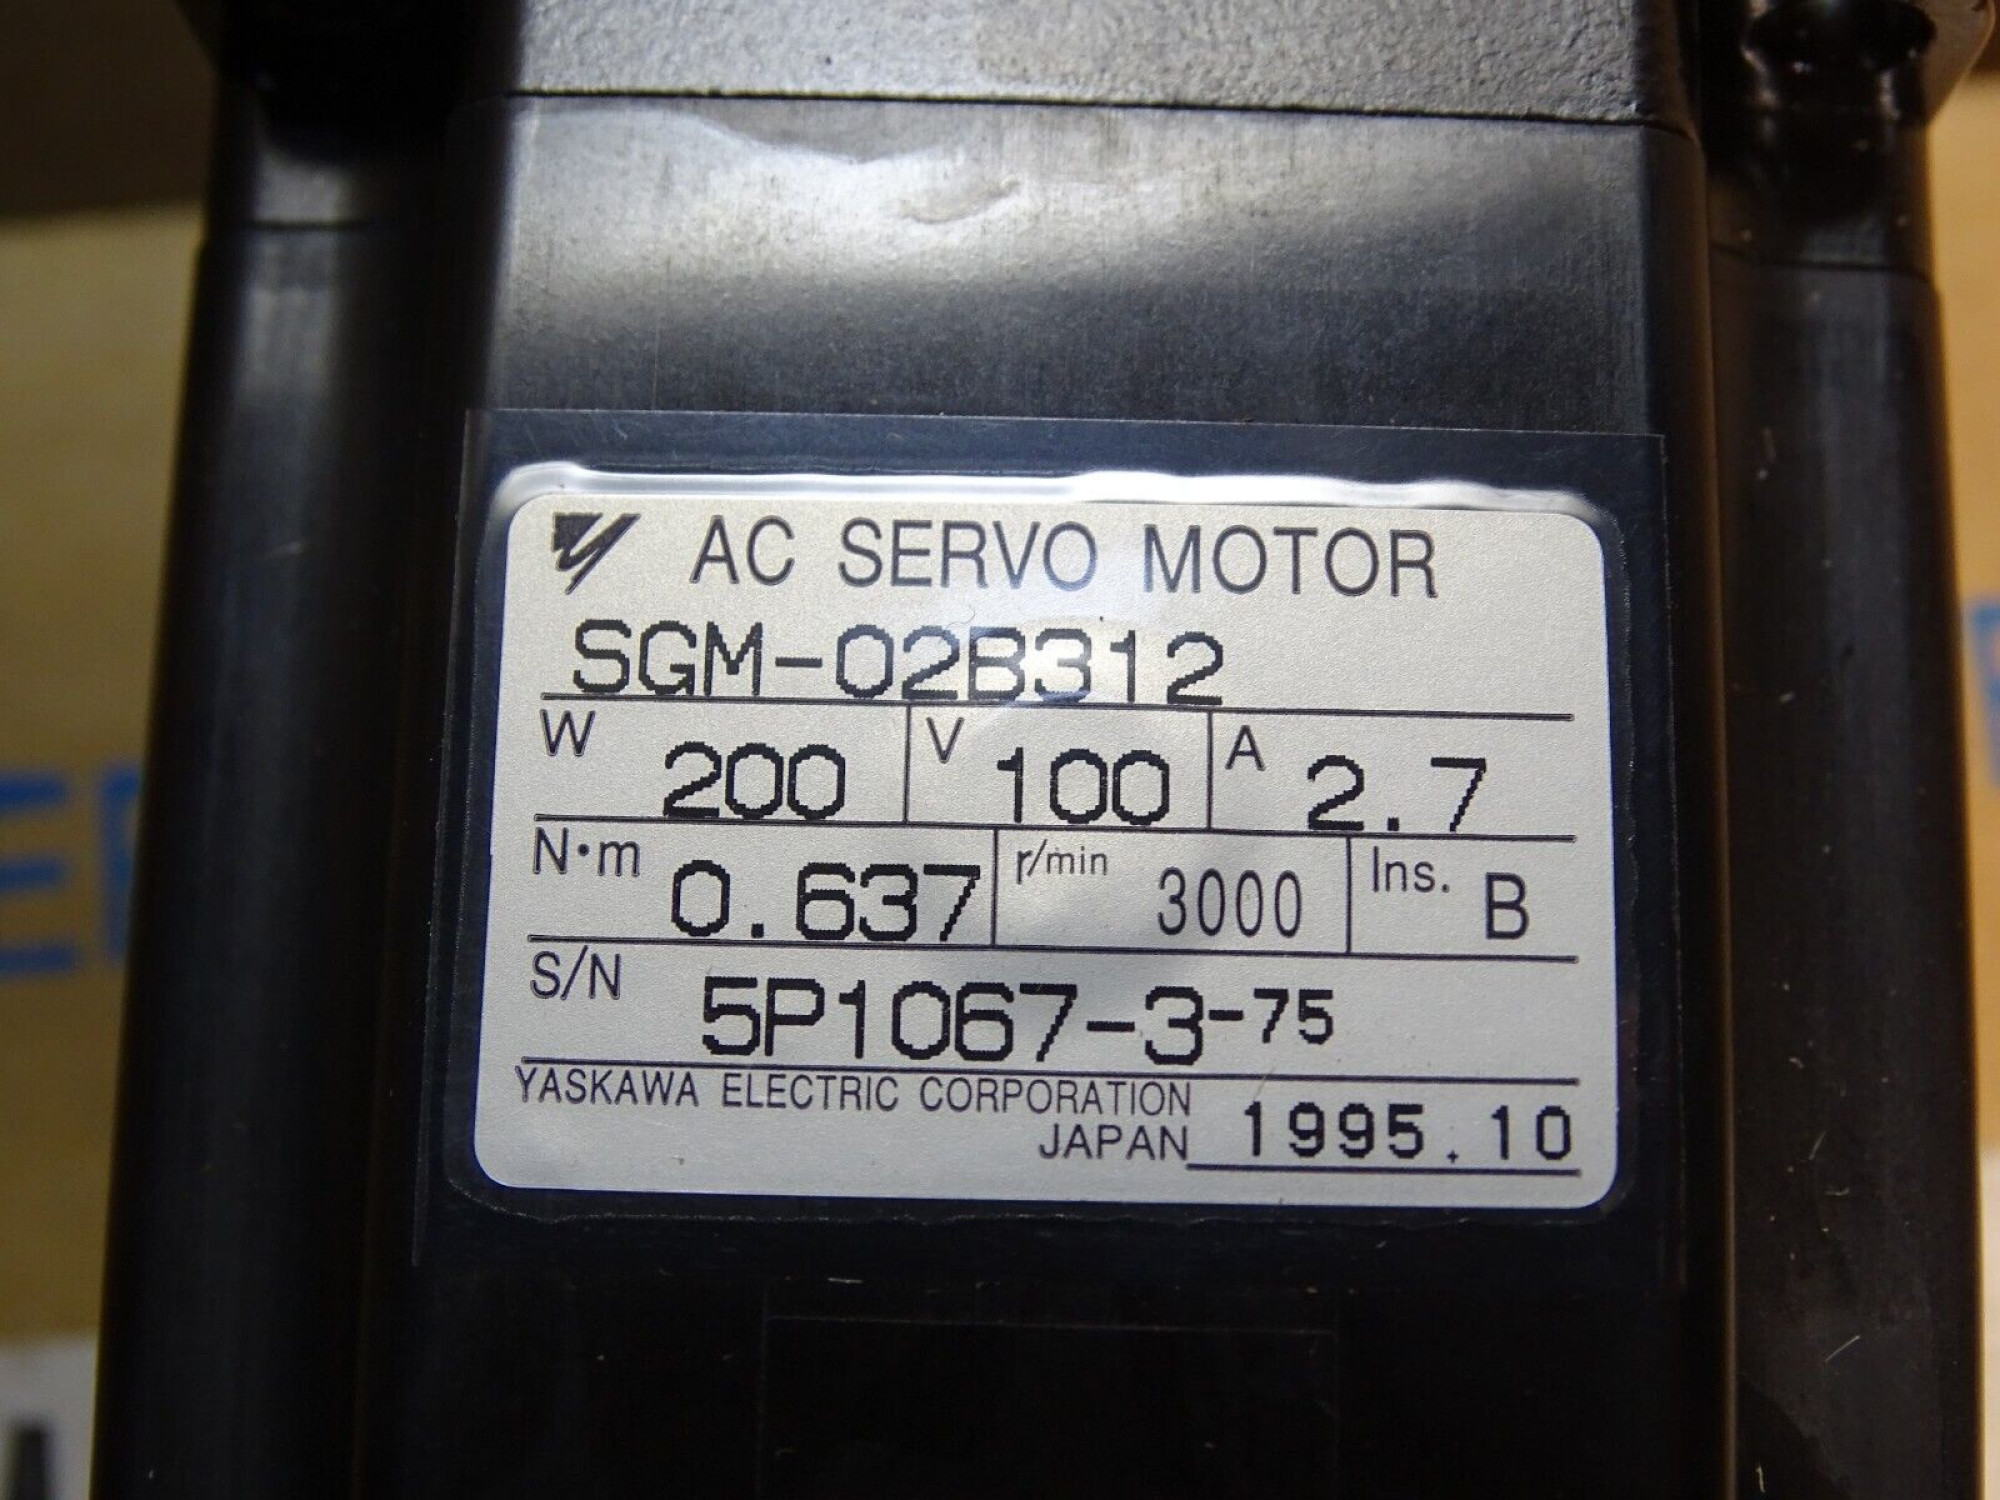 AC SERVO MOTOR
SGM-02B312
W 200 V 100 A 2.7
N·m 0.637 r/min 3000 Ins. B
S/N 5P1067-3-75
YASKAWA ELECTRIC CORPORATION
JAPAN 1995.10